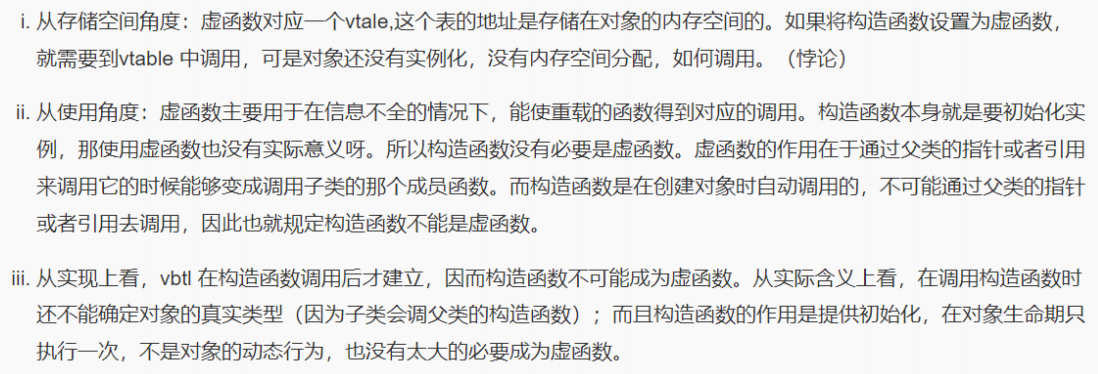 i. 从存储空间角度：虚函数对应一个vtale,这个表的地址是存储在对象的内存空间的。如果将构造函数设置为虚函数，
就需要到vtable 中调用，可是对象还没有实例化，没有内存空间分配，如何调用。（悖论）
ii. 从使用角度：虚函数主要用于在信息不全的情况下，能使重载的函数得到对应的调用。构造函数本身就是要初始化实
例，那使用虚函数也没有实际意义呀。所以构造函数没有必要是虚函数。虚函数的作用在于通过父类的指针或者引用
来调用它的时候能够变成调用子类的那个成员函数。而构造函数是在创建对象时自动调用的，不可能通过父类的指针
或者引用去调用，因此也就规定构造函数不能是虚函数。
iii. 从实现上看，vbtl 在构造函数调用后才建立，因而构造函数不可能成为虚函数。从实际含义上看，在调用构造函数时
还不能确定对象的真实类型（因为子类会调父类的构造函数）；而且构造函数的作用是提供初始化，在对象生命期只
执行一次，不是对象的动态行为，也没有太大的必要成为虚函数。